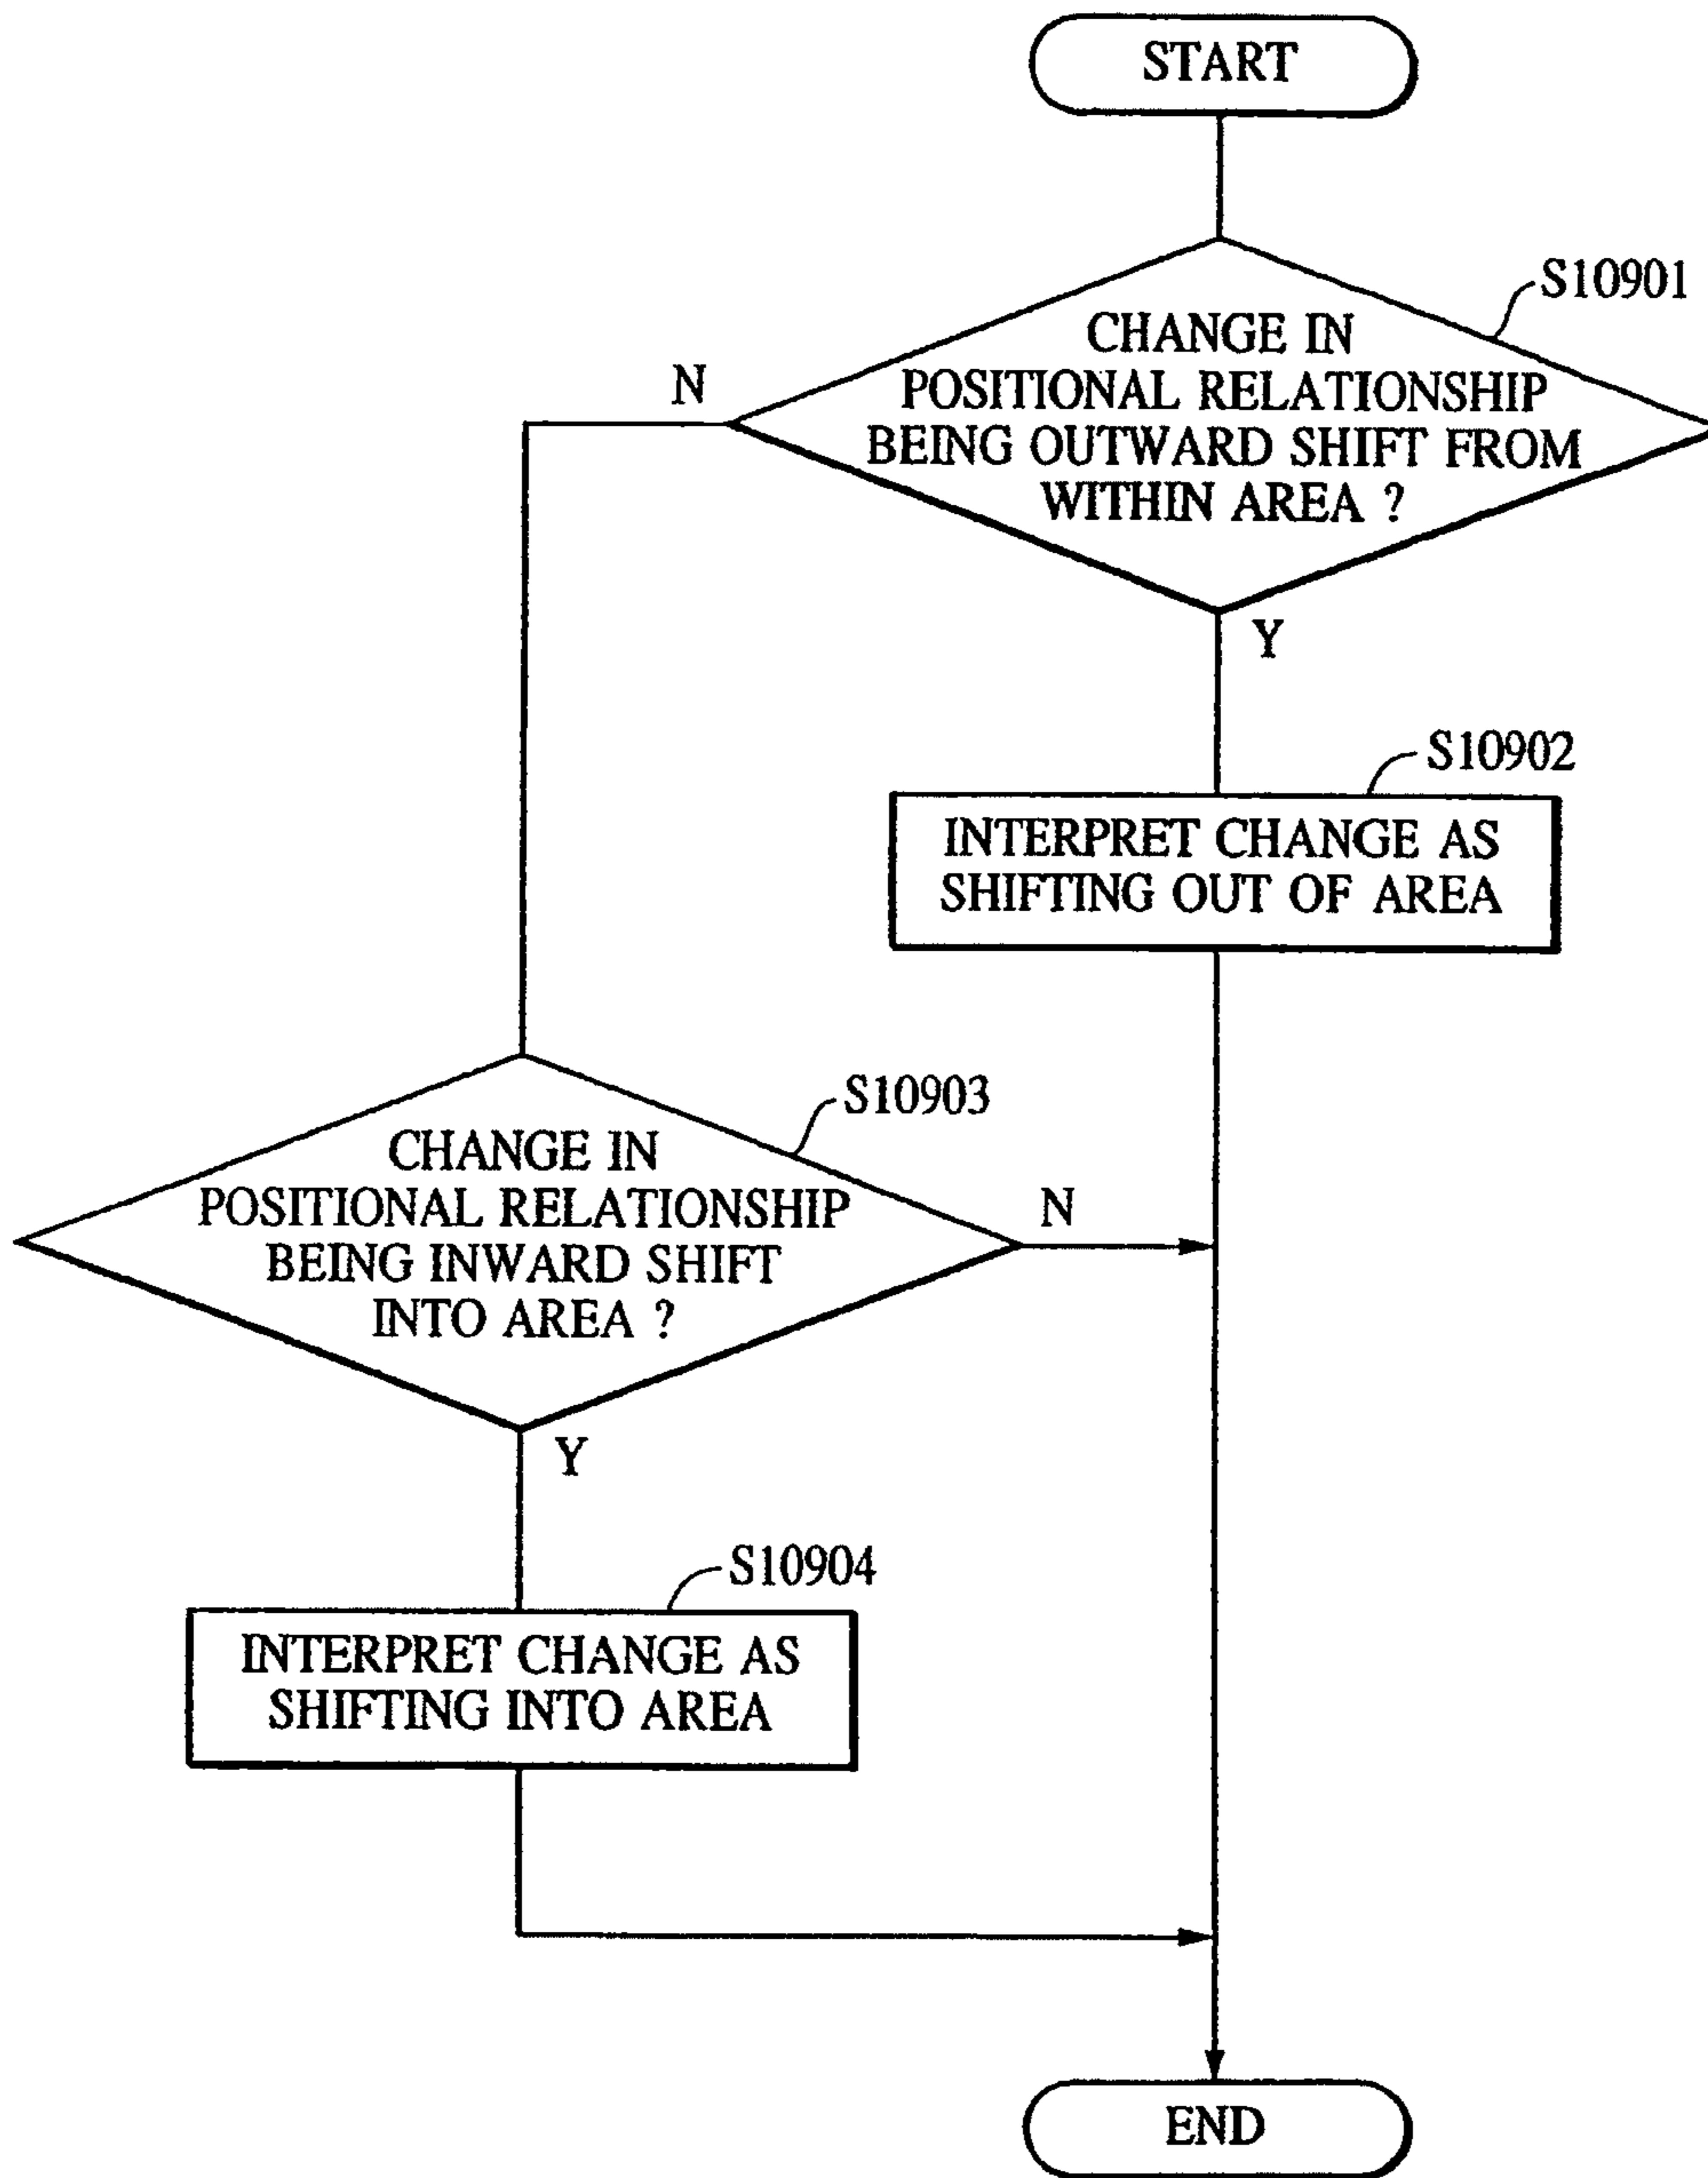 START
S10901
CHANGE IN
POSITIONAL RELATIONSHIP
BEING OUTWARD SHIFT FROM
WITHIN AREA ?
N
Y
S10902
INTERPRET CHANGE AS
SHIFTING OUT OF AREA
S10903
CHANGE IN
POSITIONAL RELATIONSHIP
BEING INWARD SHIFT
INTO AREA ?
N
Y
S10904
INTERPRET CHANGE AS
SHIFTING INTO AREA
END